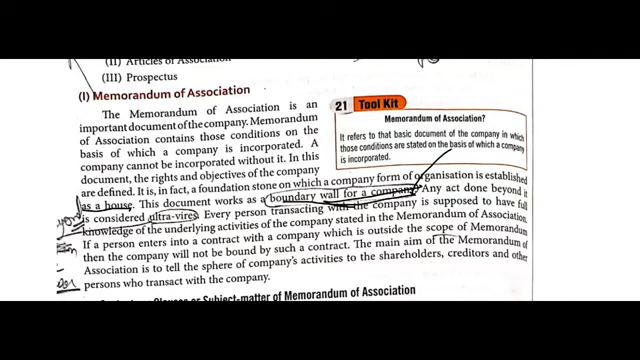 (II) Articles of Association
(III) Prospectus
(I) Memorandum of Association
The Memorandum of Association is an
important document of the company. Memorandum
of Association contains those conditions on the
basis of which a company is incorporated. A
company cannot be incorporated without it. In this
document, the rights and objectives of the company
are defined. It is, in fact, a foundation stone on which a company form of organisation is established
as a house. This document works as a boundary wall for a company. Any act done beyond it
is considered ultra-vires. Every person transacting with the company is supposed to have full
knowledge of the underlying activities of the company stated in the Memorandum of Association.
If a person enters into a contract with a company which is outside the scope of Memorandum
then the company will not be bound by such a contract. The main aim of the Memorandum of
Association is to tell the sphere of company's activities to the shareholders, creditors and other
persons who transact with the company.
21 Tool Kit
Memorandum of Association?
It refers to that basic document of the company in which
those conditions are stated on the basis of which a company
is incorporated.
Clauses or Subject-matter of Memorandum of Association